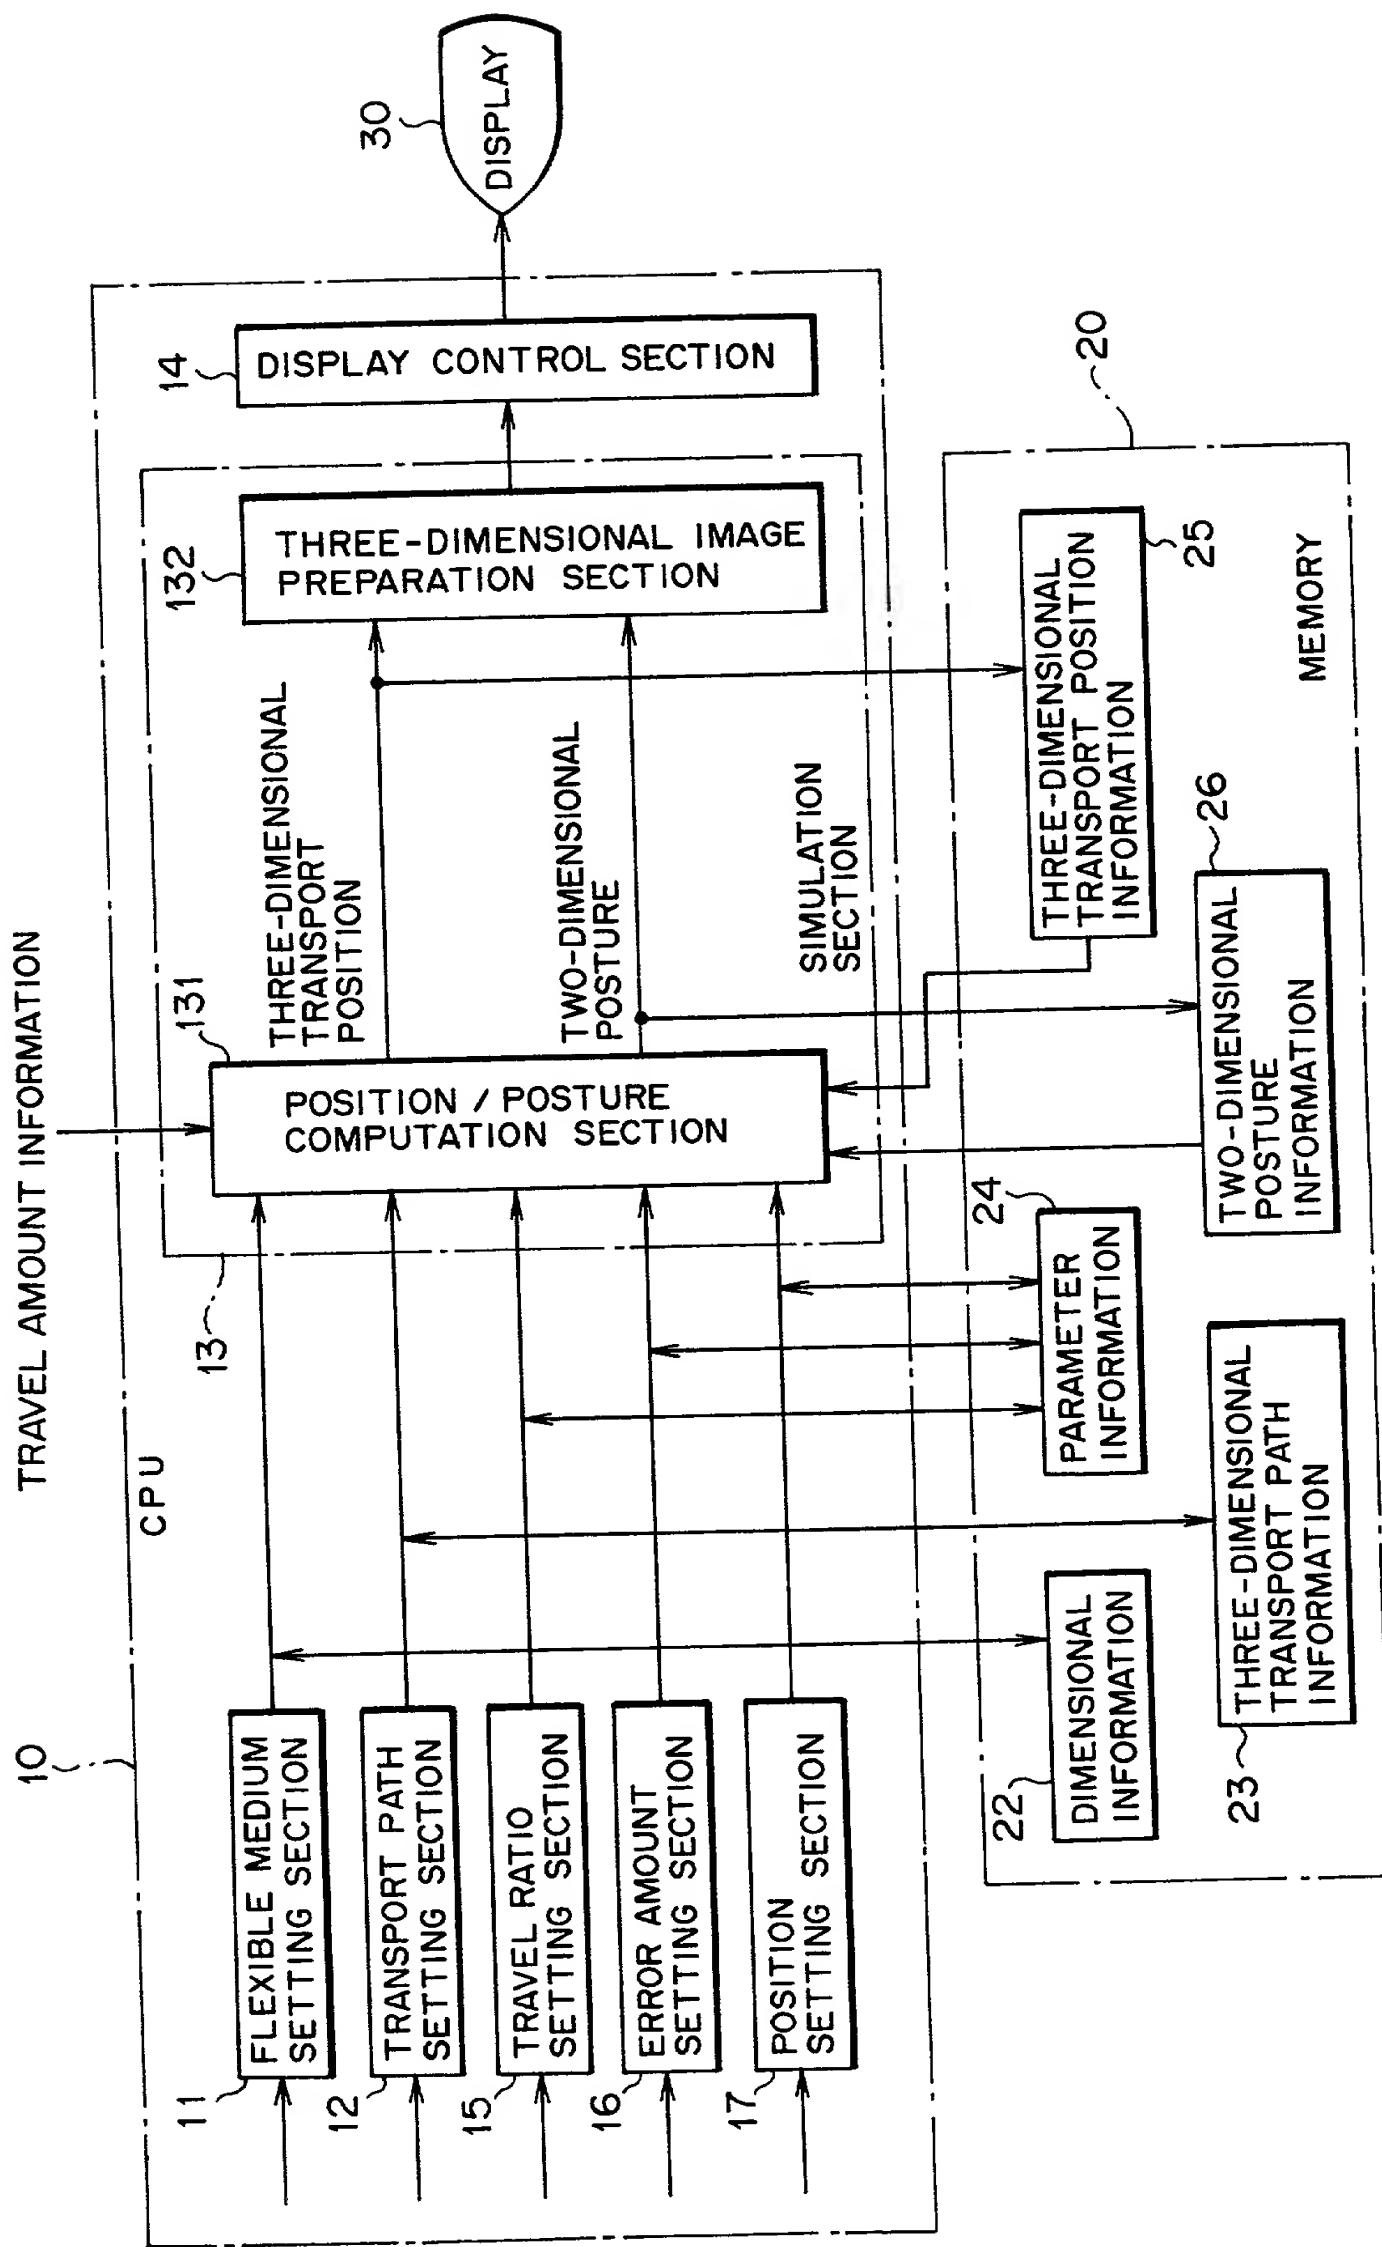 TRAVEL AMOUNT INFORMATION
10
CPU
11
FLEXIBLE MEDIUM
SETTING SECTION
12
TRANSPORT PATH
SETTING SECTION
15
TRAVEL RATIO
SETTING SECTION
16
ERROR AMOUNT
SETTING SECTION
17
POSITION
SETTING SECTION
13
131
POSITION / POSTURE
COMPUTATION SECTION
THREE-DIMENSIONAL
TRANSPORT
POSITION
TWO-DIMENSIONAL
POSTURE
SIMULATION
SECTION
132
THREE-DIMENSIONAL IMAGE
PREPARATION SECTION
14
DISPLAY CONTROL SECTION
30
DISPLAY
20
22
DIMENSIONAL
INFORMATION
23
THREE-DIMENSIONAL
TRANSPORT PATH
INFORMATION
24
PARAMETER
INFORMATION
26
TWO-DIMENSIONAL
POSTURE
INFORMATION
25
THREE-DIMENSIONAL
TRANSPORT POSITION
INFORMATION
MEMORY